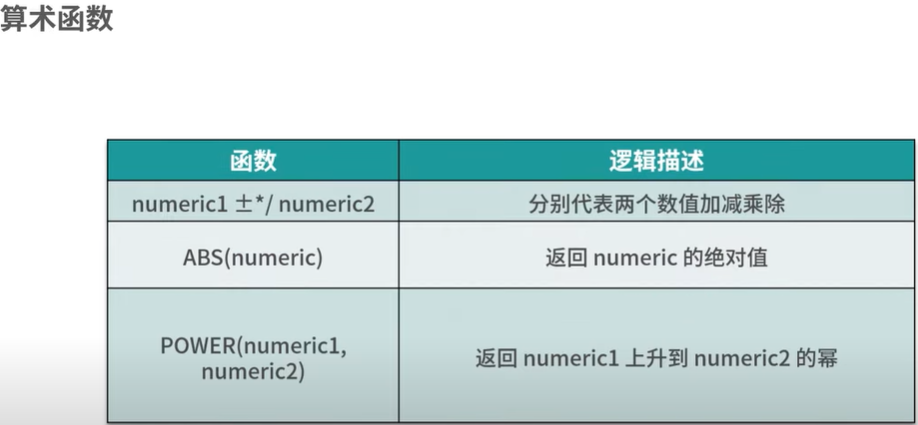 算术函数
函数
逻辑描述
numeric1 ±*/ numeric2
分别代表两个数值加减乘除
ABS(numeric)
返回 numeric 的绝对值
POWER(numeric1,
numeric2)
返回 numeric1 上升到 numeric2 的幂